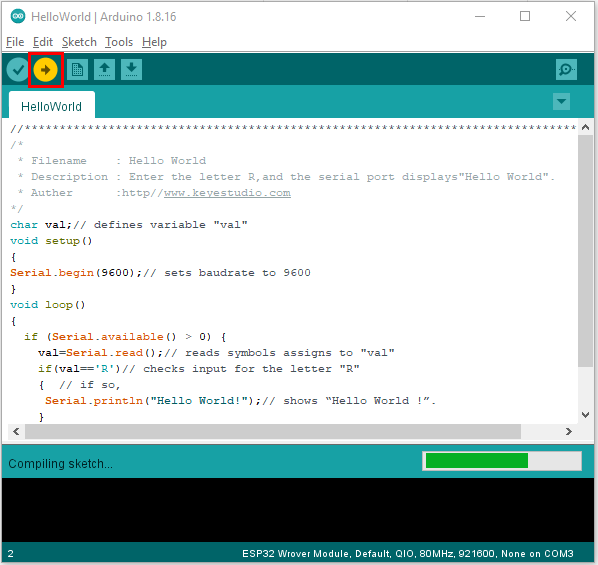 HelloWorld | Arduino 1.8.16
File Edit Sketch Tools Help
HelloWorld
//*******************************************************************************
/*
 * Filename    : Hello World
 * Description : Enter the letter R,and the serial port displays"Hello World".
 * Auther      :http//www.keyestudio.com
*/
char val;// defines variable "val"
void setup()
{
Serial.begin(9600);// sets baudrate to 9600
}
void loop()
{
  if (Serial.available() > 0) {
    val=Serial.read();// reads symbols assigns to "val"
    if(val=='R')// checks input for the letter "R"
    {  // if so,
     Serial.println("Hello World!");// shows “Hello World !”.
    }
Compiling sketch...
2
ESP32 Wrover Module, Default, QIO, 80MHz, 921600, None on COM3